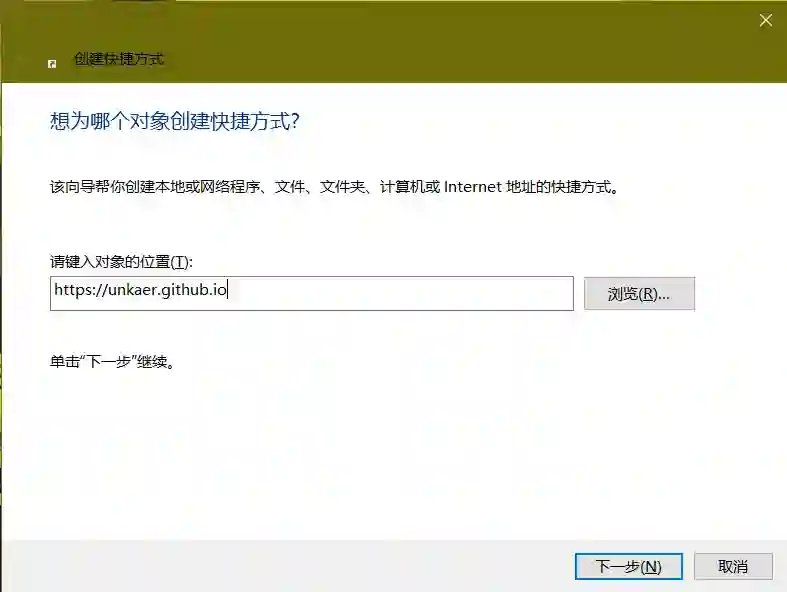 创建快捷方式
想为哪个对象创建快捷方式?
该向导帮你创建本地或网络程序、文件、文件夹、计算机或 Internet 地址的快捷方式。
请键入对象的位置(T):
https://unkaer.github.io
浏览(R)...
单击“下一步”继续。
下一步(N)
取消